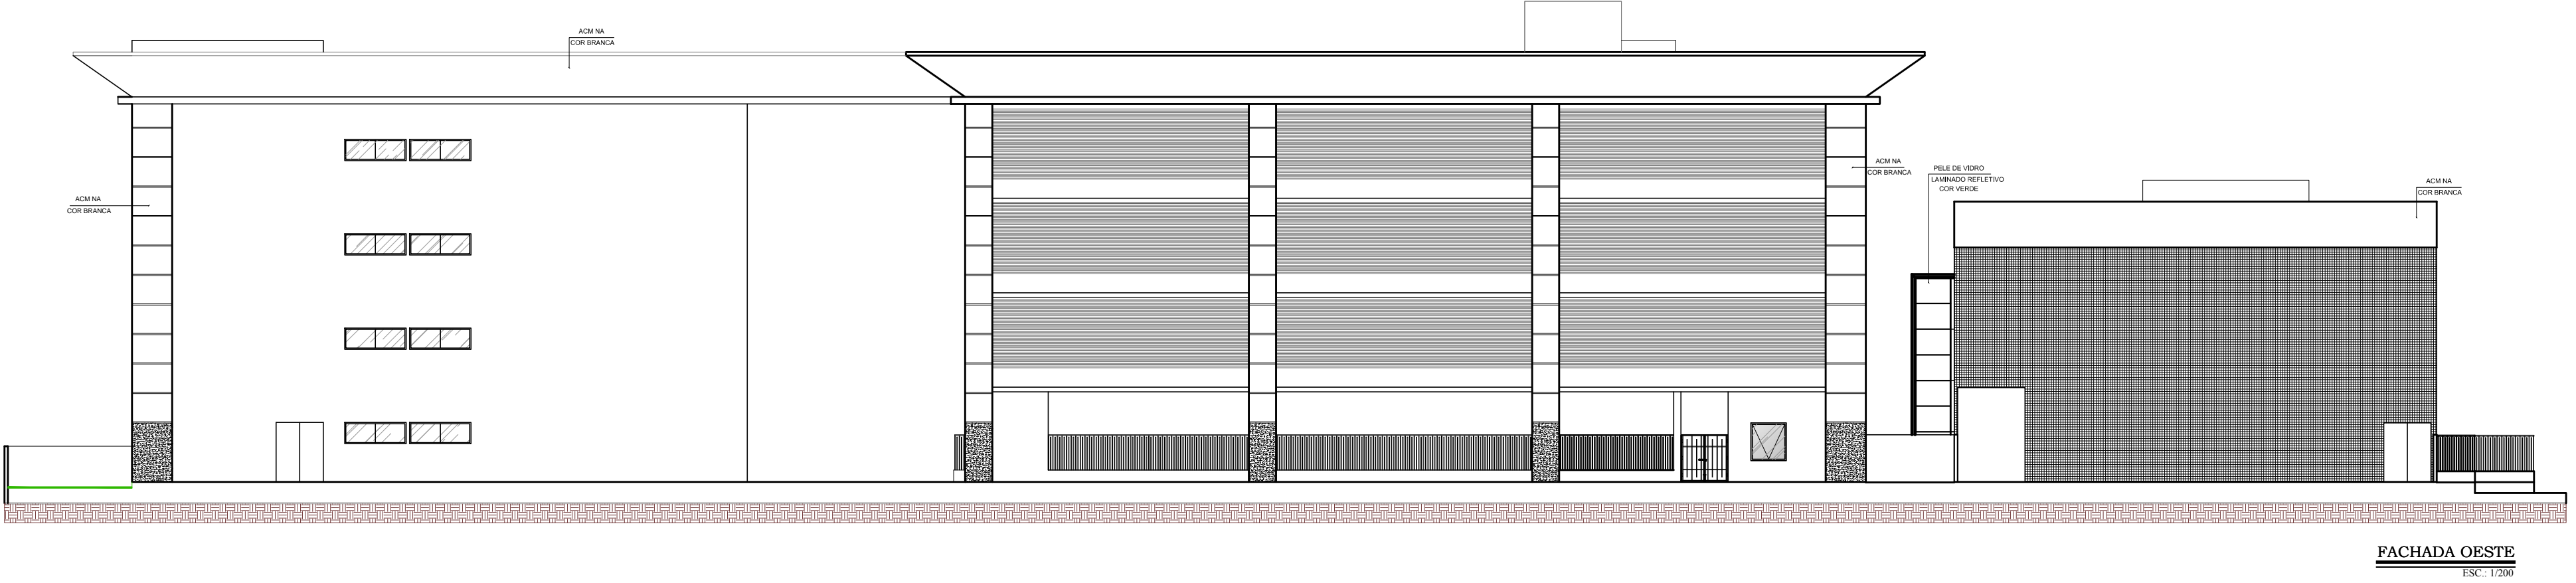 ACM NA
COR BRANCA
ACM NA
COR BRANCA
ACM NA
COR BRANCA
PELE DE VIDRO
LAMINADO REFLETIVO
COR VERDE
ACM NA
COR BRANCA
FACHADA OESTE
ESC.: 1/200